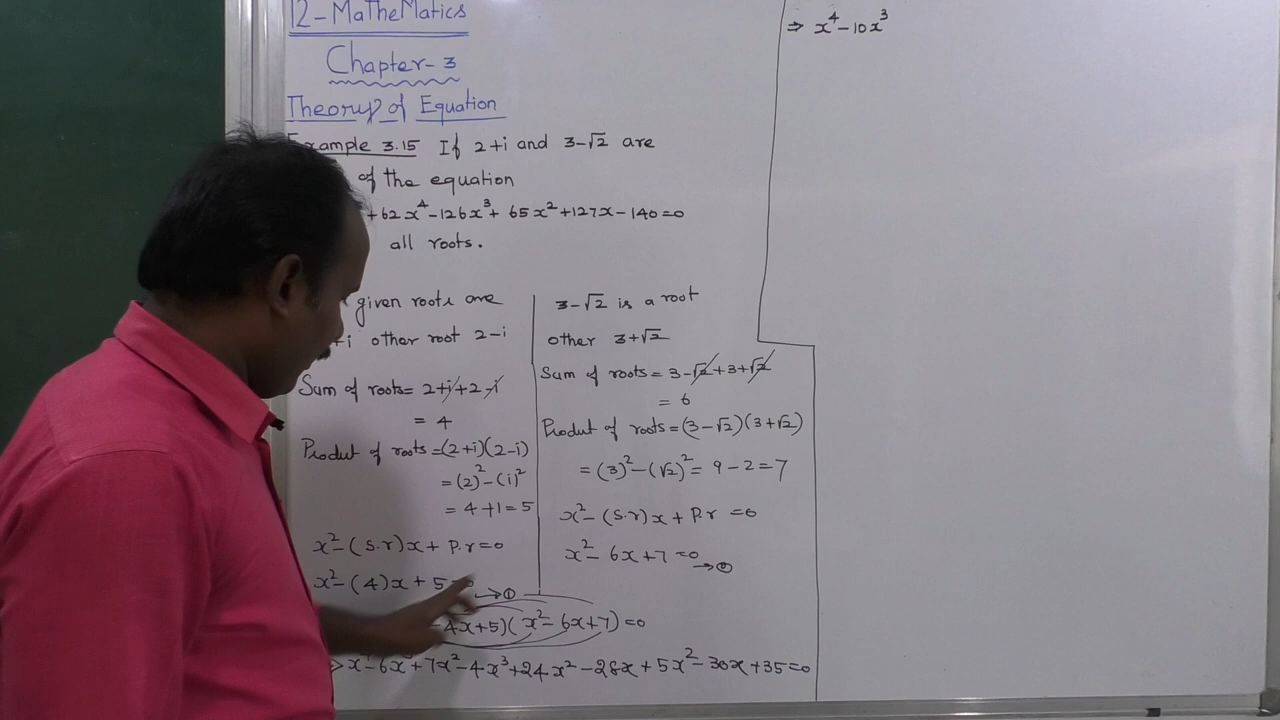 12-MaTheMatics
Chapter-3
Theory of Equation
Example 3.15 If 2+i and 3-√2 are
of the equation
+62x⁴-126x³+65x²+127x-140=0
all roots.
given roots are
+i other root 2-i
Sum of roots=2+i+2-i
=4
Produt of roots=(2+i)(2-i)
=(2)²-(i)²
=4+1=5
x²-(S.r)x+P.r=0
x²-(4)x+5=0 →①
3-√2 is a root
other 3+√2
Sum of roots=3-√2+3+√2
=6
Produt of roots=(3-√2)(3+√2)
=(3)²-(√2)²=9-2=7
x²-(S.r)x+P.r=0
x²-6x+7=0 →②
-4x+5)(x²-6x+7)=0
x⁴-6x³+7x²-4x³+24x²-28x+5x²-30x+35=0
⇒ x⁴-10x³